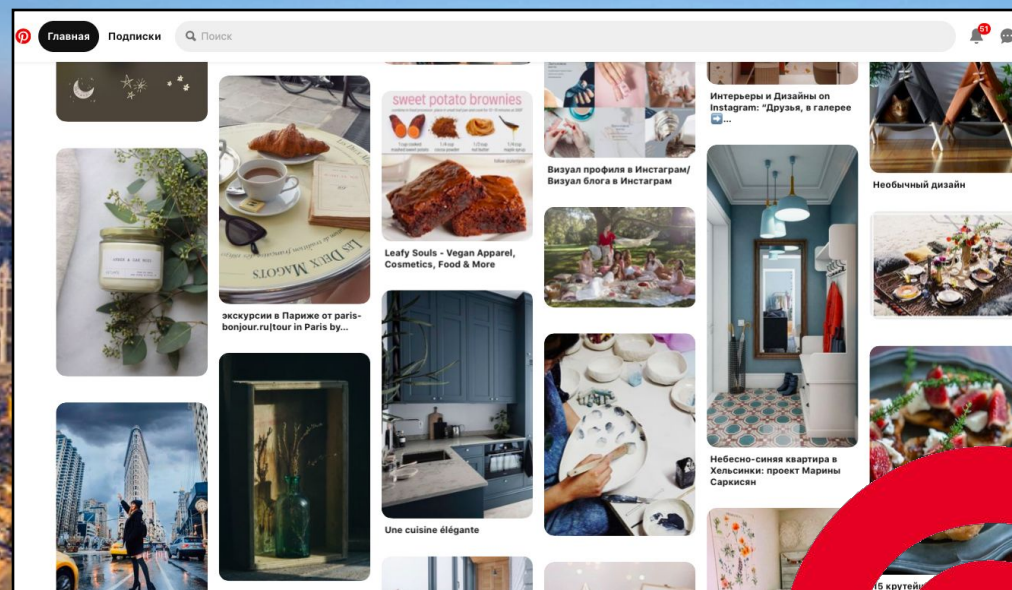 Главная
Подписки
Поиск
51
sweet potato brownies
LES DEUX MAGOTS
экскурсии в Париже от paris-
bonjour.ru|tour in Paris by...
Leafy Souls - Vegan Apparel,
Cosmetics, Food & More
Une cuisine élégante
Визуал профиля в Инстаграм/
Визуал блога в Инстаграм
Интерьеры и Дизайны on
Instagram: “Друзья, в галерее
➡️...
Небесно-синяя квартира в
Хельсинки: проект Марины
Саркисян
Необычный дизайн